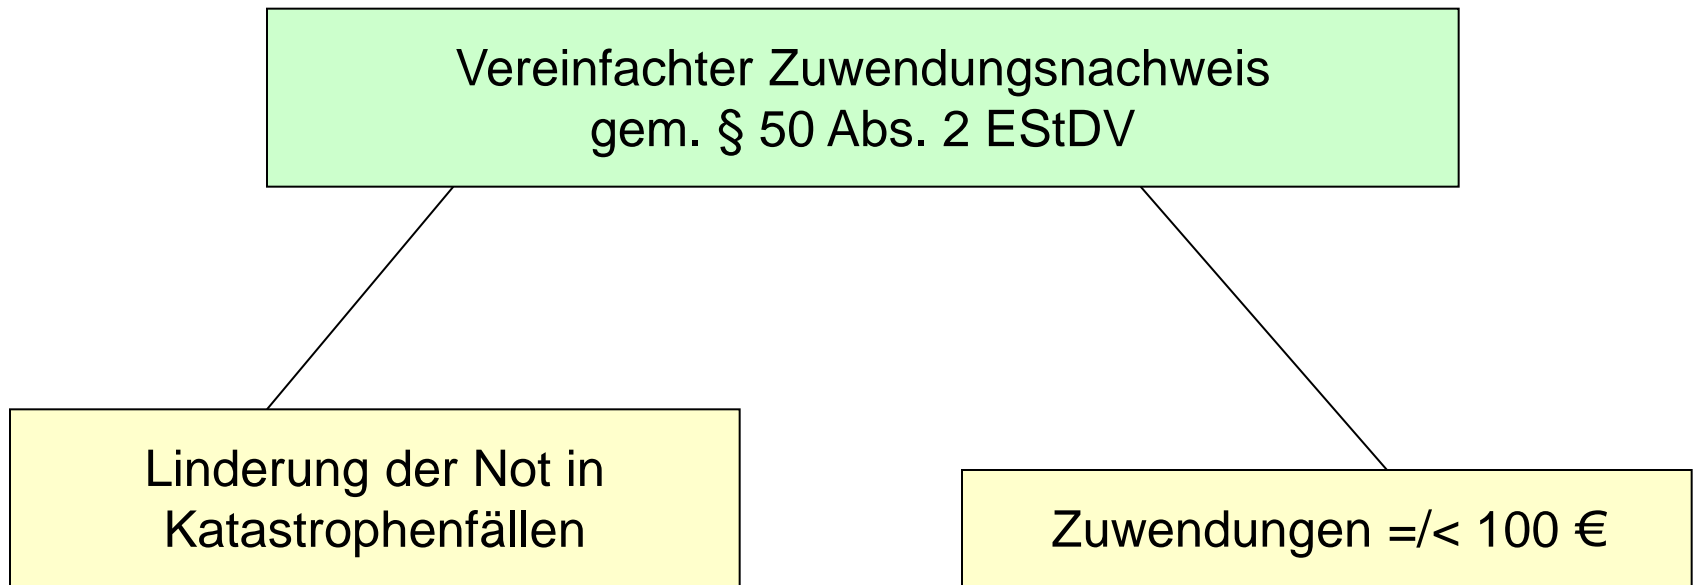 Vereinfachter Zuwendungsnachweis
gem. § 50 Abs. 2 EStDV
Linderung der Not in
Katastrophenfällen
Zuwendungen =/< 100 €